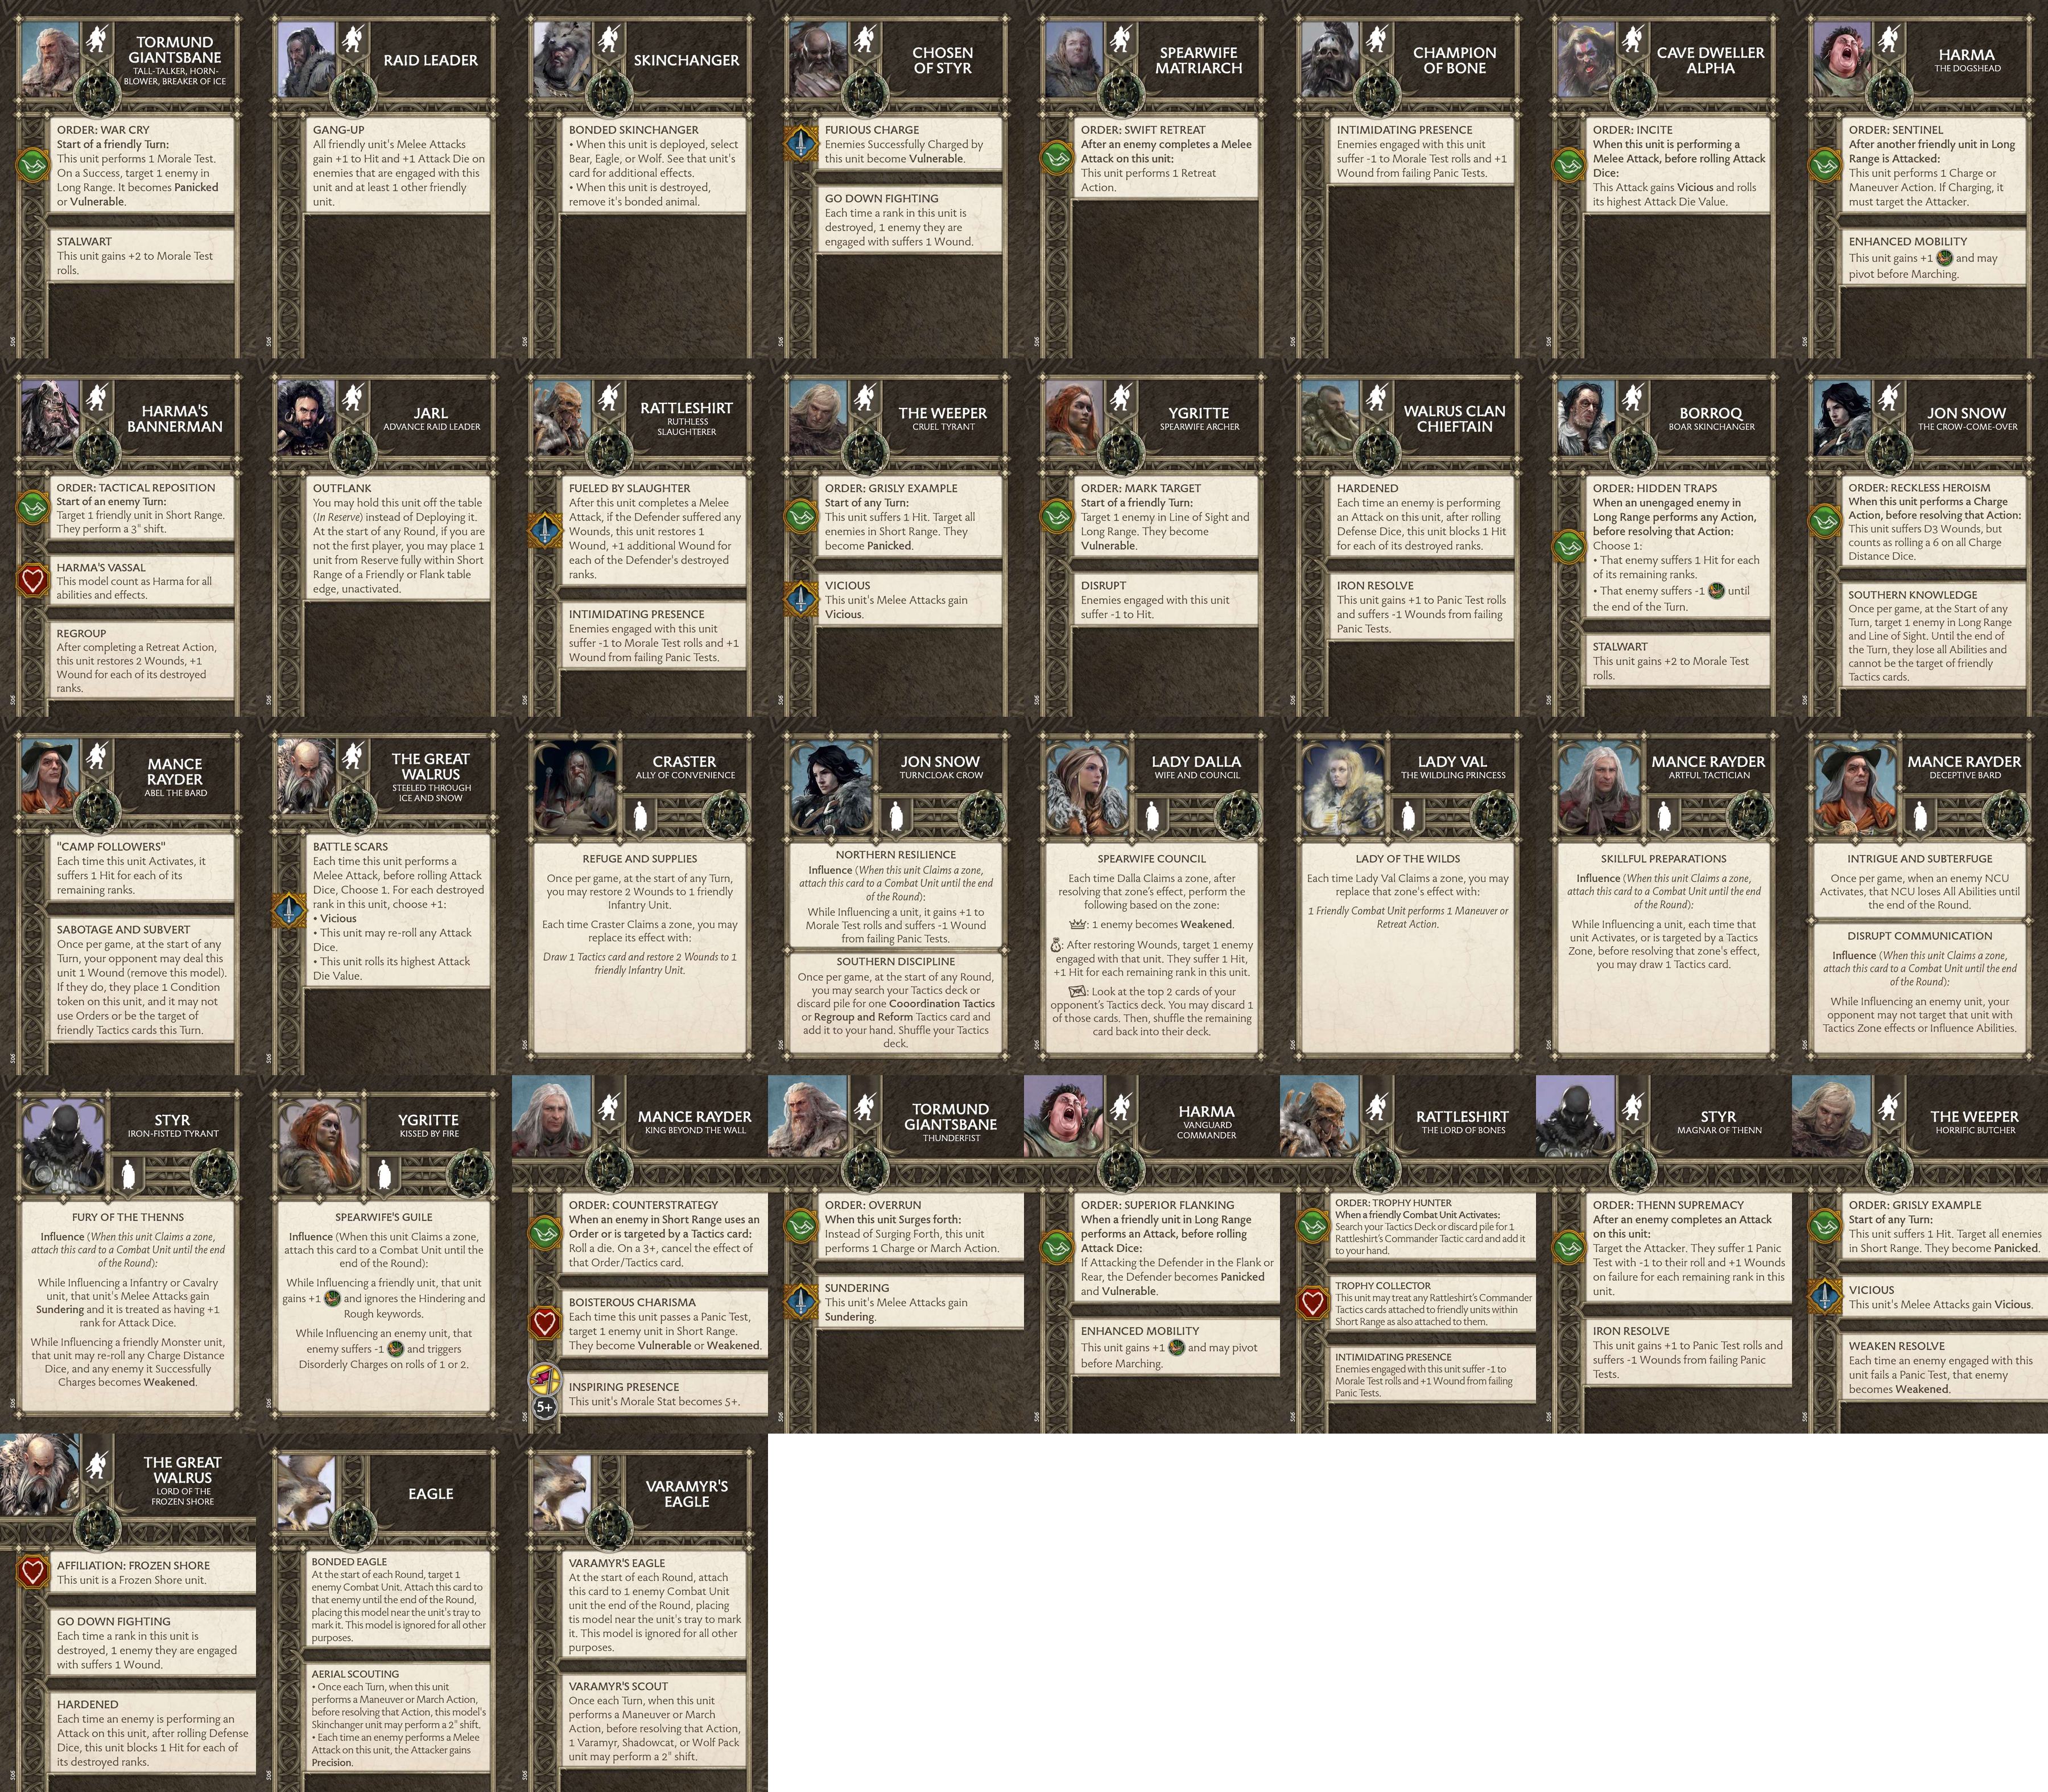 TORMUND
GIANTSBANE
TALL-TALKER, HORN-
BLOWER, BREAKER OF ICE
ORDER: WAR CRY
Start of a friendly Turn:
This unit performs 1 Morale Test.
On a Success, target 1 enemy in
Long Range. It becomes Panicked
or Vulnerable.
STALWART
This unit gains +2 to Morale Test
rolls.
S06
RAID LEADER
GANG-UP
All friendly unit's Melee Attacks
gain +1 to Hit and +1 Attack Die on
enemies that are engaged with this
unit and at least 1 other friendly
unit.
S06
SKINCHANGER
BONDED SKINCHANGER
• When this unit is deployed, select
Bear, Eagle, or Wolf. See that unit's
card for additional effects.
• When this unit is destroyed,
remove it's bonded animal.
S06
CHOSEN
OF STYR
FURIOUS CHARGE
Enemies Successfully Charged by
this unit become Vulnerable.
GO DOWN FIGHTING
Each time a rank in this unit is
destroyed, 1 enemy they are
engaged with suffers 1 Wound.
S06
SPEARWIFE
MATRIARCH
ORDER: SWIFT RETREAT
After an enemy completes a Melee
Attack on this unit:
This unit performs 1 Retreat
Action.
S06
CHAMPION
OF BONE
INTIMIDATING PRESENCE
Enemies engaged with this unit
suffer -1 to Morale Test rolls and +1
Wound from failing Panic Tests.
S06
CAVE DWELLER
ALPHA
ORDER: INCITE
When this unit is performing a
Melee Attack, before rolling Attack
Dice:
This Attack gains Vicious and rolls
its highest Attack Die Value.
S06
HARMA
THE DOGSHEAD
ORDER: SENTINEL
After another friendly unit in Long
Range is Attacked:
This unit performs 1 Charge or
Maneuver Action. If Charging, it
must target the Attacker.
ENHANCED MOBILITY
This unit gains +1 and may
pivot before Marching.
S06
HARMA'S
BANNERMAN
ORDER: TACTICAL REPOSITION
Start of an enemy Turn:
Target 1 friendly unit in Short Range.
They perform a 3" shift.
HARMA'S VASSAL
This model count as Harma for all
abilities and effects.
REGROUP
After completing a Retreat Action,
this unit restores 2 Wounds, +1
Wound for each of its destroyed
ranks.
S06
JARL
ADVANCE RAID LEADER
OUTFLANK
You may hold this unit off the table
(In Reserve) instead of Deploying it.
At the start of any Round, if you are
not the first player, you may place 1
unit from Reserve fully within Short
Range of a Friendly or Flank table
edge, unactivated.
S06
RATTLESHIRT
RUTHLESS
SLAUGHTERER
FUELED BY SLAUGHTER
After this unit completes a Melee
Attack, if the Defender suffered any
Wounds, this unit restores 1
Wound, +1 additional Wound for
each of the Defender's destroyed
ranks.
INTIMIDATING PRESENCE
Enemies engaged with this unit
suffer -1 to Morale Test rolls and +1
Wound from failing Panic Tests.
S06
THE WEEPER
CRUEL TYRANT
ORDER: GRISLY EXAMPLE
Start of any Turn:
This unit suffers 1 Hit. Target all
enemies in Short Range. They
become Panicked.
VICIOUS
This unit's Melee Attacks gain
Vicious.
S06
YGRITTE
SPEARWIFE ARCHER
ORDER: MARK TARGET
Start of a friendly Turn:
Target 1 enemy in Line of Sight and
Long Range. They become
Vulnerable.
DISRUPT
Enemies engaged with this unit
suffer -1 to Hit.
S06
WALRUS CLAN
CHIEFTAIN
HARDENED
Each time an enemy is performing
an Attack on this unit, after rolling
Defense Dice, this unit blocks 1 Hit
for each of its destroyed ranks.
IRON RESOLVE
This unit gains +1 to Panic Test rolls
and suffers -1 Wounds from failing
Panic Tests.
S06
BORROQ
BOAR SKINCHANGER
ORDER: HIDDEN TRAPS
When an unengaged enemy in
Long Range performs any Action,
before resolving that Action:
Choose 1:
• That enemy suffers 1 Hit for each
of its remaining ranks.
• That enemy suffers -1 until
the end of the Turn.
STALWART
This unit gains +2 to Morale Test
rolls.
S06
JON SNOW
THE CROW-COME-OVER
ORDER: RECKLESS HEROISM
When this unit performs a Charge
Action, before resolving that Action:
This unit suffers D3 Wounds, but
counts as rolling a 6 on all Charge
Distance Dice.
SOUTHERN KNOWLEDGE
Once per game, at the Start of any
Turn, target 1 enemy in Long Range
and Line of Sight. Until the end of
the Turn, they lose all Abilities and
cannot be the target of friendly
Tactics cards.
S06
MANCE
RAYDER
ABEL THE BARD
"CAMP FOLLOWERS"
Each time this unit Activates, it
suffers 1 Hit for each of its
remaining ranks.
SABOTAGE AND SUBVERT
Once per game, at the start of any
Turn, your opponent may deal this
unit 1 Wound (remove this model).
If they do, they place 1 Condition
token on this unit, and it may not
use Orders or be the target of
friendly Tactics cards this Turn.
S06
THE GREAT
WALRUS
STEELED THROUGH
ICE AND SNOW
BATTLE SCARS
Each time this unit performs a
Melee Attack, before rolling Attack
Dice, Choose 1. For each destroyed
rank in this unit, choose +1:
• Vicious
• This unit may re-roll any Attack
Dice.
• This unit rolls its highest Attack
Die Value.
S06
CRASTER
ALLY OF CONVENIENCE
REFUGE AND SUPPLIES
Once per game, at the start of any Turn,
you may restore 2 Wounds to 1 friendly
Infantry Unit.
Each time Craster Claims a zone, you may
replace its effect with:
Draw 1 Tactics card and restore 2 Wounds to 1
friendly Infantry Unit.
S06
JON SNOW
TURNCLOAK CROW
NORTHERN RESILIENCE
Influence (When this unit Claims a zone,
attach this card to a Combat Unit until the end
of the Round):
While Influencing a unit, it gains +1 to
Morale Test rolls and suffers -1 Wound
from failing Panic Tests.
SOUTHERN DISCIPLINE
Once per game, at the start of any Round,
you may search your Tactics deck or
discard pile for one Cooordination Tactics
or Regroup and Reform Tactics card and
add it to your hand. Shuffle your Tactics
deck.
S06
LADY DALLA
WIFE AND COUNCIL
SPEARWIFE COUNCIL
Each time Dalla Claims a zone, after
resolving that zone's effect, perform the
following based on the zone:
: 1 enemy becomes Weakened.
: After restoring Wounds, target 1 enemy
engaged with that unit. They suffer 1 Hit,
+1 Hit for each remaining rank in this unit.
: Look at the top 2 cards of your
opponent's Tactics deck. You may discard 1
of those cards. Then, shuffle the remaining
card back into their deck.
S06
LADY VAL
THE WILDLING PRINCESS
LADY OF THE WILDS
Each time Lady Val Claims a zone, you may
replace that zone's effect with:
1 Friendly Combat Unit performs 1 Maneuver or
Retreat Action.
S06
MANCE RAYDER
ARTFUL TACTICIAN
SKILLFUL PREPARATIONS
Influence (When this unit Claims a zone,
attach this card to a Combat Unit until the end
of the Round):
While Influencing a unit, each time that
unit Activates, or is targeted by a Tactics
Zone, before resolving that zone's effect,
you may draw 1 Tactics card.
S06
MANCE RAYDER
DECEPTIVE BARD
INTRIGUE AND SUBTERFUGE
Once per game, when an enemy NCU
Activates, that NCU loses All Abilities until
the end of the Round.
DISRUPT COMMUNICATION
Influence (When this unit Claims a zone,
attach this card to a Combat Unit until the end
of the Round):
While Influencing an enemy unit, your
opponent may not target that unit with
Tactics Zone effects or Influence Abilities.
S06
STYR
IRON-FISTED TYRANT
FURY OF THE THENNS
Influence (When this unit Claims a zone,
attach this card to a Combat Unit until the end
of the Round):
While Influencing a Infantry or Cavalry
unit, that unit's Melee Attacks gain
Sundering and it is treated as having +1
rank for Attack Dice.
While Influencing a friendly Monster unit,
that unit may re-roll any Charge Distance
Dice, and any enemy it Successfully
Charges becomes Weakened.
S06
YGRITTE
KISSED BY FIRE
SPEARWIFE'S GUILE
Influence (When this unit Claims a zone,
attach this card to a Combat Unit until the
end of the Round):
While Influencing a friendly unit, that unit
gains +1 and ignores the Hindering and
Rough keywords.
While Influencing an enemy unit, that
enemy suffers -1 and triggers
Disorderly Charges on rolls of 1 or 2.
S06
MANCE RAYDER
KING BEYOND THE WALL
ORDER: COUNTERSTRATEGY
When an enemy in Short Range uses an
Order or is targeted by a Tactics card:
Roll a die. On a 3+, cancel the effect of
that Order/Tactics card.
BOISTEROUS CHARISMA
Each time this unit passes a Panic Test,
target 1 enemy unit in Short Range.
They become Vulnerable or Weakened.
INSPIRING PRESENCE
This unit's Morale Stat becomes 5+.
5+
S06
TORMUND
GIANTSBANE
THUNDERFIST
ORDER: OVERRUN
When this unit Surges forth:
Instead of Surging Forth, this unit
performs 1 Charge or March Action.
SUNDERING
This unit's Melee Attacks gain
Sundering.
S06
HARMA
VANGUARD
COMMANDER
ORDER: SUPERIOR FLANKING
When a friendly unit in Long Range
performs an Attack, before rolling
Attack Dice:
If Attacking the Defender in the Flank or
Rear, the Defender becomes Panicked
and Vulnerable.
ENHANCED MOBILITY
This unit gains +1 and may pivot
before Marching.
S06
RATTLESHIRT
THE LORD OF BONES
ORDER: TROPHY HUNTER
When a friendly Combat Unit Activates:
Search your Tactics Deck or discard pile for 1
Rattleshirt's Commander Tactic card and add it
to your hand.
TROPHY COLLECTOR
This unit may treat any Rattleshirt's Commander
Tactics cards attached to friendly units within
Short Range as also attached to them.
INTIMIDATING PRESENCE
Enemies engaged with this unit suffer -1 to
Morale Test rolls and +1 Wound from failing
Panic Tests.
S06
STYR
MAGNAR OF THENN
ORDER: THENN SUPREMACY
After an enemy completes an Attack
on this unit:
Target the Attacker. They suffer 1 Panic
Test with -1 to their roll and +1 Wounds
on failure for each remaining rank in this
unit.
IRON RESOLVE
This unit gains +1 to Panic Test rolls and
suffers -1 Wounds from failing Panic
Tests.
S06
THE WEEPER
HORRIFIC BUTCHER
ORDER: GRISLY EXAMPLE
Start of any Turn:
This unit suffers 1 Hit. Target all enemies
in Short Range. They become Panicked.
VICIOUS
This unit's Melee Attacks gain Vicious.
WEAKEN RESOLVE
Each time an enemy engaged with this
unit fails a Panic Test, that enemy
becomes Weakened.
S06
THE GREAT
WALRUS
LORD OF THE
FROZEN SHORE
AFFILIATION: FROZEN SHORE
This unit is a Frozen Shore unit.
GO DOWN FIGHTING
Each time a rank in this unit is
destroyed, 1 enemy they are engaged
with suffers 1 Wound.
HARDENED
Each time an enemy is performing an
Attack on this unit, after rolling Defense
Dice, this unit blocks 1 Hit for each of
its destroyed ranks.
S06
EAGLE
BONDED EAGLE
At the start of each Round, target 1
enemy Combat Unit. Attach this card to
that enemy until the end of the Round,
placing this model near the unit's tray to
mark it. This model is ignored for all other
purposes.
AERIAL SCOUTING
• Once each Turn, when this unit
performs a Maneuver or March Action,
before resolving that Action, this model's
Skinchanger unit may perform a 2" shift.
• Each time an enemy performs a Melee
Attack on this unit, the Attacker gains
Precision.
S06
VARAMYR'S
EAGLE
VARAMYR'S EAGLE
At the start of each Round, attach
this card to 1 enemy Combat Unit
unit the end of the Round, placing
tis model near the unit's tray to mark
it. This model is ignored for all other
purposes.
VARAMYR'S SCOUT
Once each Turn, when this unit
performs a Maneuver or March
Action, before resolving that Action,
1 Varamyr, Shadowcat, or Wolf Pack
unit may perform a 2" shift.
S06